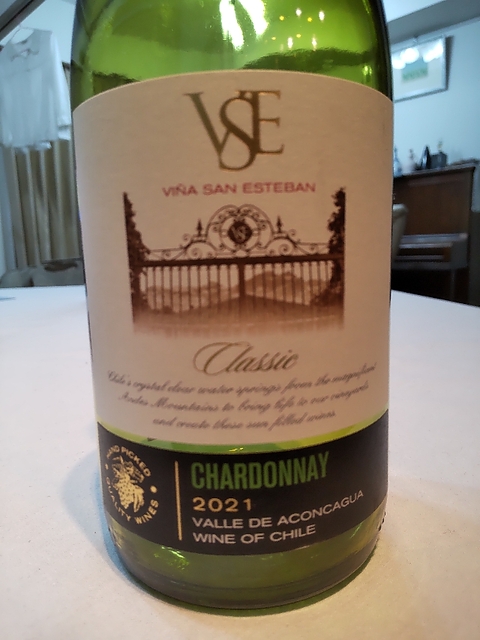 VSE
VIÑA SAN ESTEBAN
Classic
Chile's crystal clear water springs from the magnificent
Andes Mountains to bring life to our vineyards
and create these sun filled wines.
HAND PICKED
QUALITY WINES
CHARDONNAY
2021
VALLE DE ACONCAGUA
WINE OF CHILE